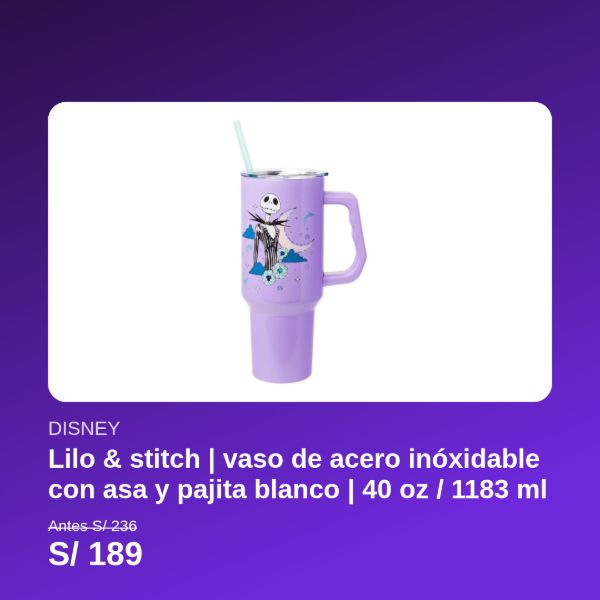 DISNEY
Lilo & stitch | vaso de acero inóxidable
con asa y pajita blanco | 40 oz / 1183 ml
Antes S/ 236
S/ 189